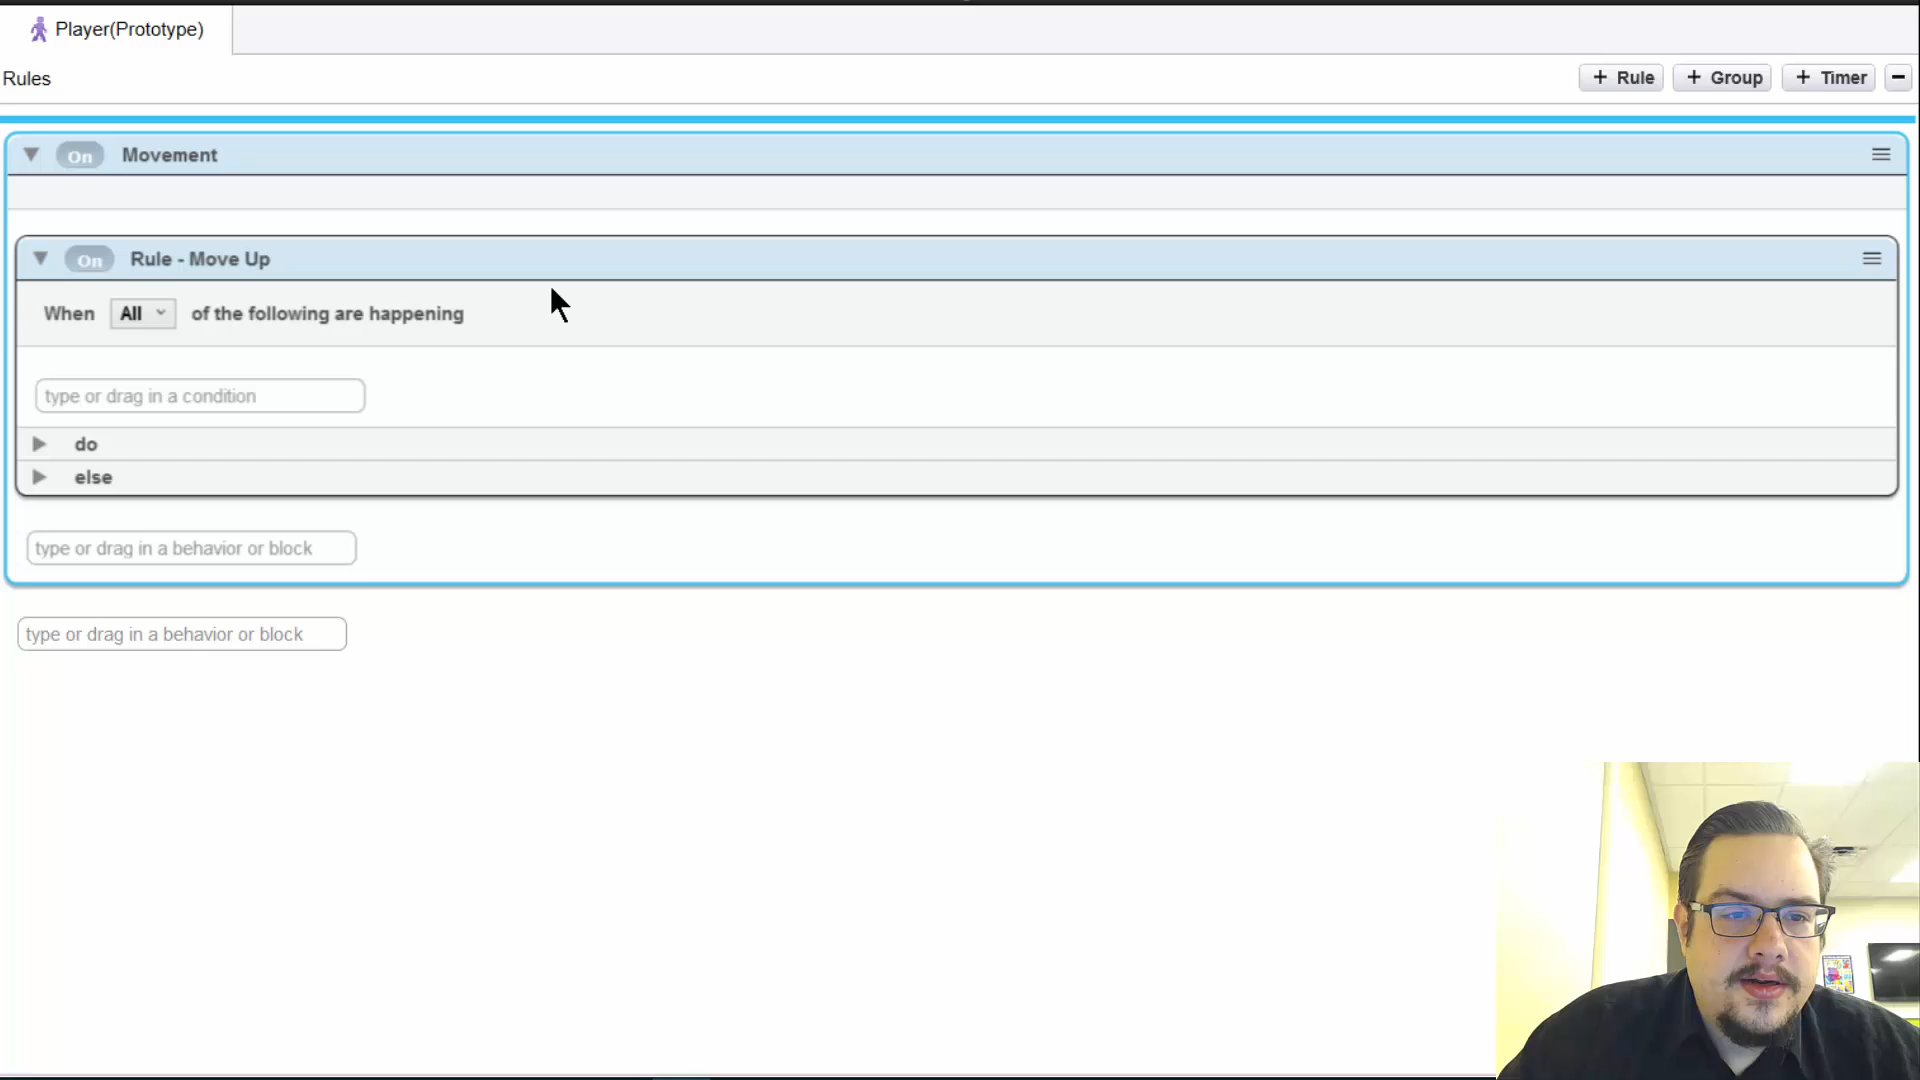 Player(Prototype)
Rules
+ Rule
+ Group
+ Timer
On Movement
On Rule - Move Up
When All of the following are happening
type or drag in a condition
do
else
type or drag in a behavior or block
type or drag in a behavior or block